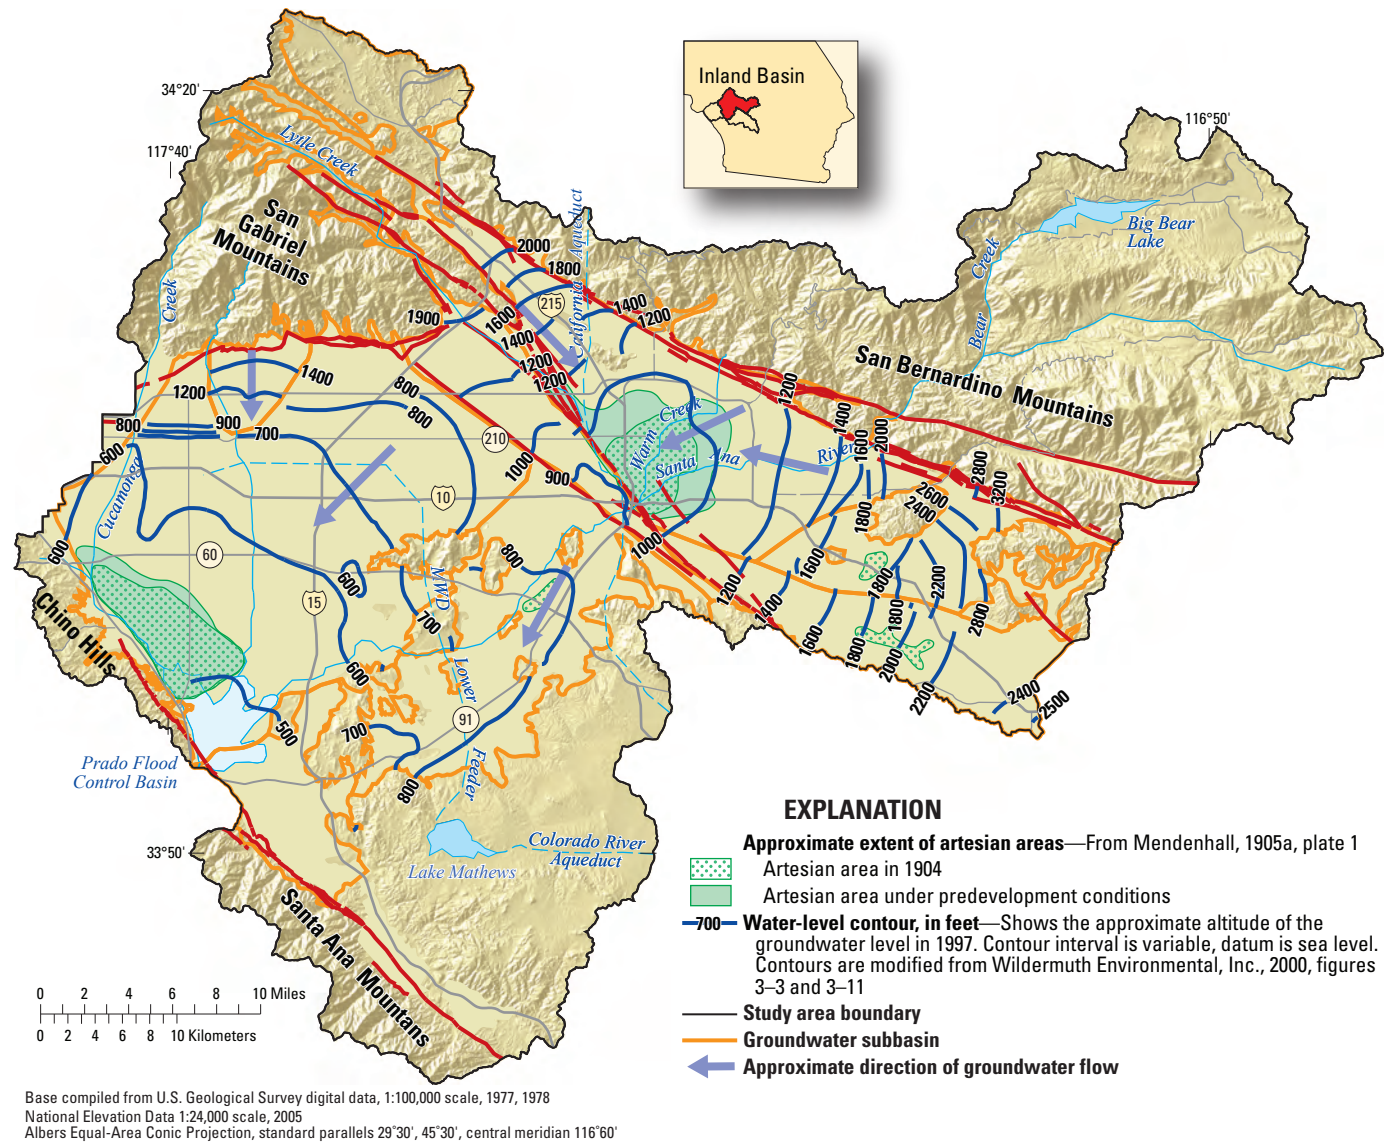 Inland Basin
34°20'
117°40'
116°50'
Lytle Creek
San
Gabriel
Mountains
California Aqueduct
Big Bear
Lake
Bear Creek
San Bernardino Mountains
2000
1800
215
1400
1200
1900
1600
1400
1200
1200
Creek
1400
1200
800
800
800
900
700
600
210
1000
900
Warm Creek
Santa Ana River
1200
1400
1600
2000
2800
3200
2600
2400
1800
Cucamonga
10
60
15
600
600
MWD
800
1000
700
600
1200
1400
1600
1600
1800
1800
1800
2000
2200
2200
2800
2400
2500
Chino Hills
Lower
91
Feeder
500
700
800
Prado Flood
Control Basin
33°50'
Lake Mathews
Colorado River
Aqueduct
Santa Ana Mountans
0 2 4 6 8 10 Miles
0 2 4 6 8 10 Kilometers
EXPLANATION
Approximate extent of artesian areas—From Mendenhall, 1905a, plate 1
Artesian area in 1904
Artesian area under predevelopment conditions
700 Water-level contour, in feet—Shows the approximate altitude of the
groundwater level in 1997. Contour interval is variable, datum is sea level.
Contours are modified from Wildermuth Environmental, Inc., 2000, figures
3–3 and 3–11
Study area boundary
Groundwater subbasin
Approximate direction of groundwater flow
Base compiled from U.S. Geological Survey digital data, 1:100,000 scale, 1977, 1978
National Elevation Data 1:24,000 scale, 2005
Albers Equal-Area Conic Projection, standard parallels 29°30', 45°30', central meridian 116°60'